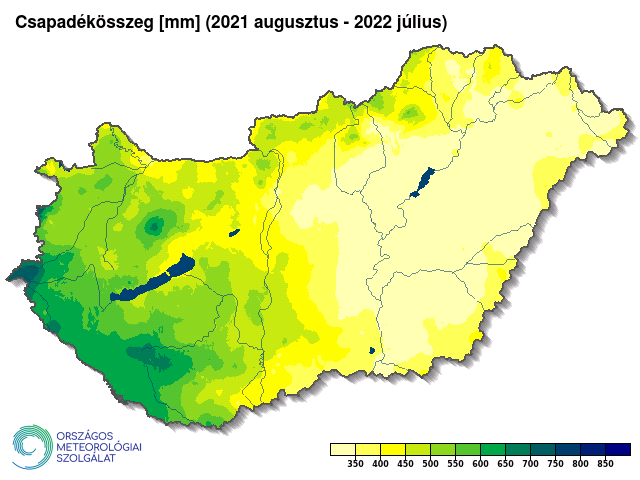 Csapadékösszeg [mm] (2021 augusztus - 2022 július)
ORSZÁGOS
METEOROLÓGIAI
SZOLGÁLAT
350 400 450 500 550 600 650 700 750 800 850